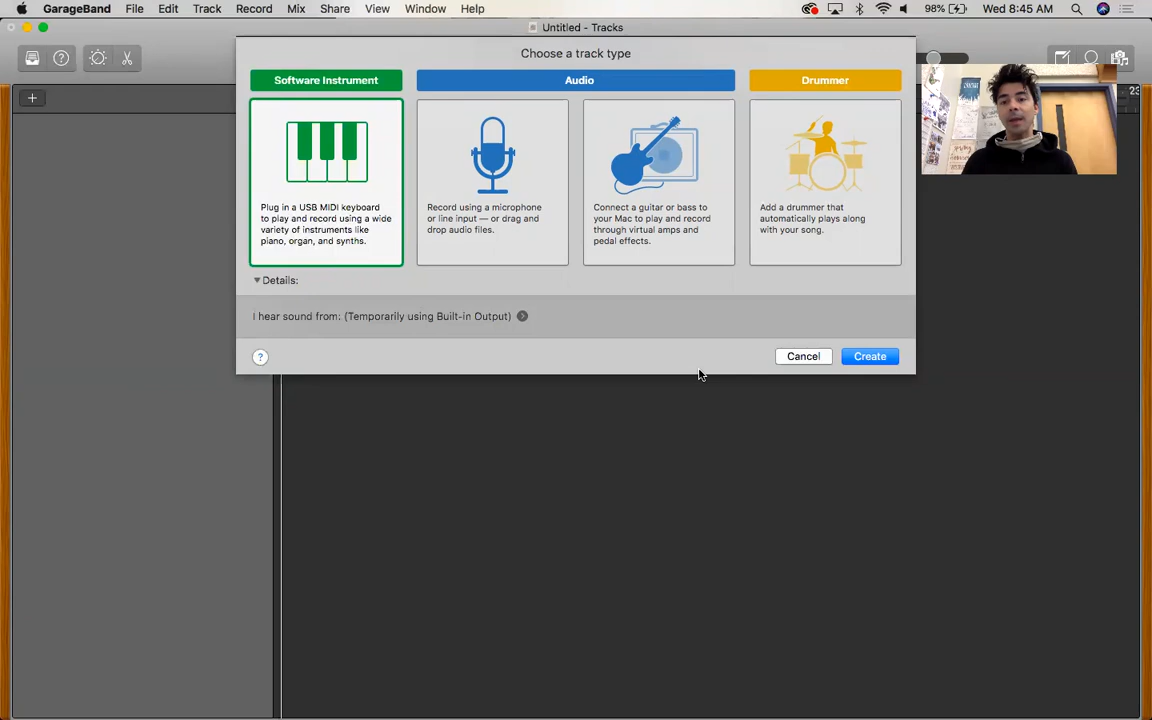 GarageBand File Edit Track Record Mix Share View Window Help 98% Wed 8:45 AM
Untitled - Tracks
Choose a track type
Software Instrument Audio Drummer
Plug in a USB MIDI keyboard
to play and record using a wide
variety of instruments like
piano, organ, and synths.
Record using a microphone
or line input — or drag and
drop audio files.
Connect a guitar or bass to
your Mac to play and record
through virtual amps and
pedal effects.
Add a drummer that
automatically plays along
with your song.
Details:
I hear sound from: (Temporarily using Built-in Output)
? Cancel Create